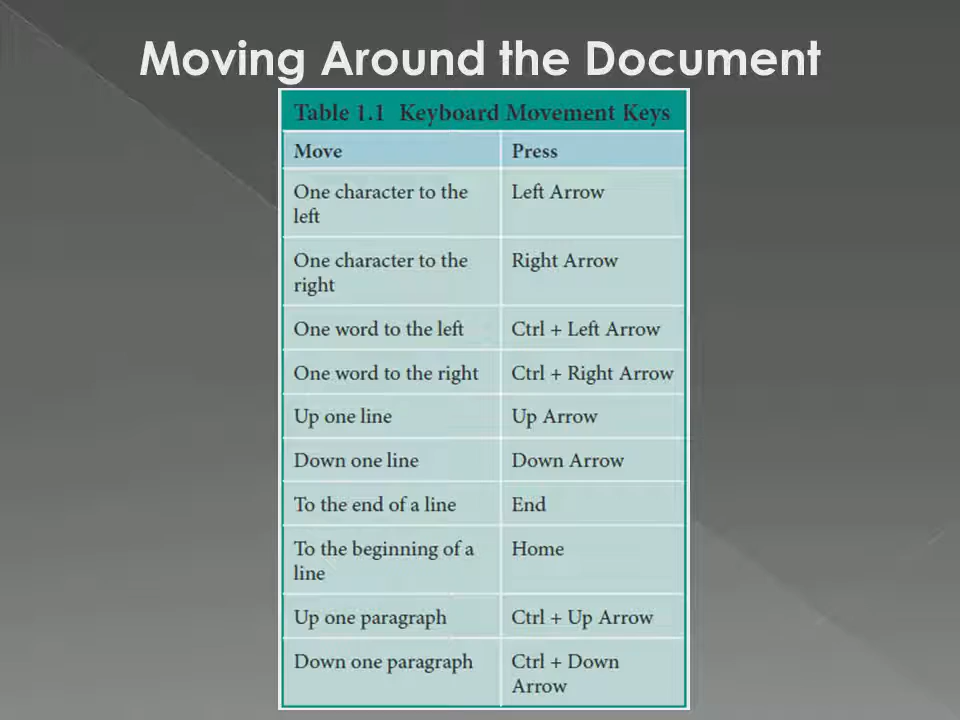 Moving Around the Document
Table 1.1 Keyboard Movement Keys
Move Press
One character to the Left Arrow
left
One character to the Right Arrow
right
One word to the left Ctrl + Left Arrow
One word to the right Ctrl + Right Arrow
Up one line Up Arrow
Down one line Down Arrow
To the end of a line End
To the beginning of a Home
line
Up one paragraph Ctrl + Up Arrow
Down one paragraph Ctrl + Down
Arrow